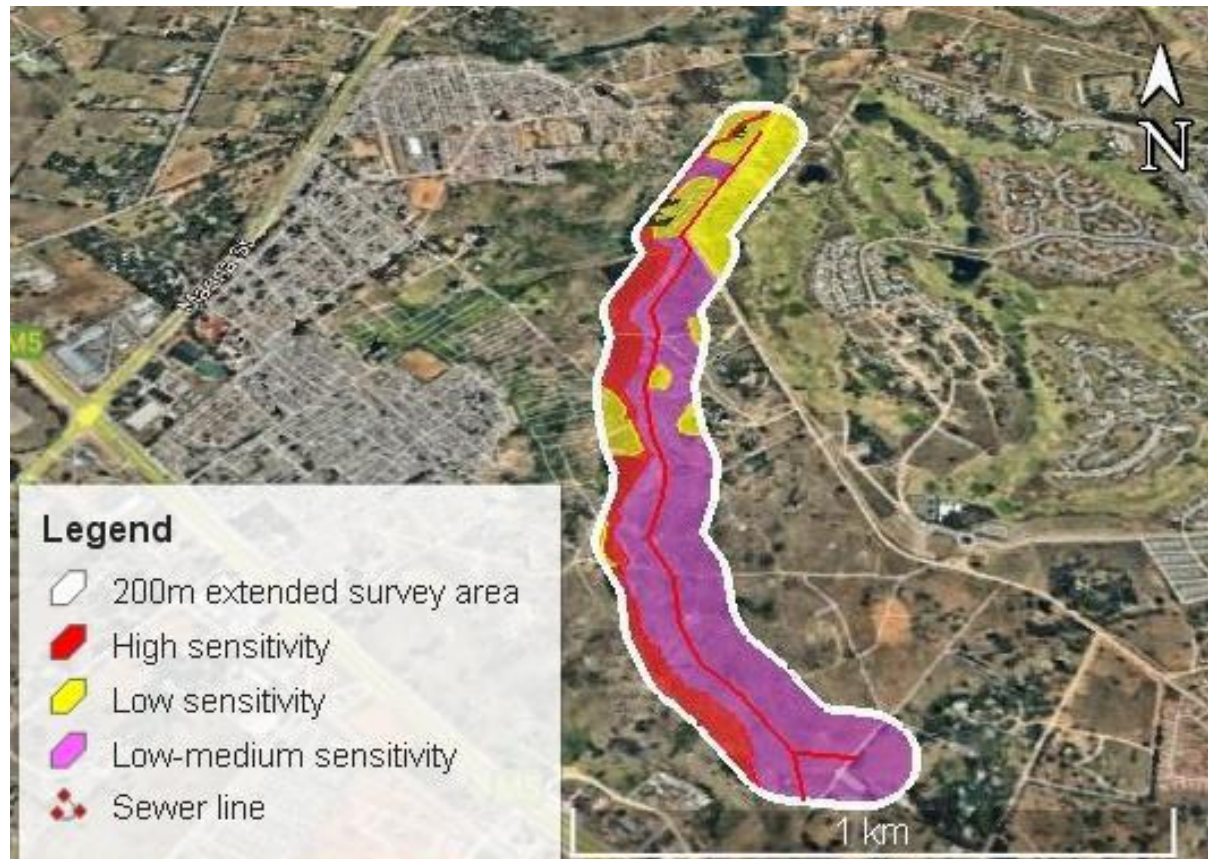 N
M5
Legend
200m extended survey area
High sensitivity
Low sensitivity
Low-medium sensitivity
Sewer line
1 km